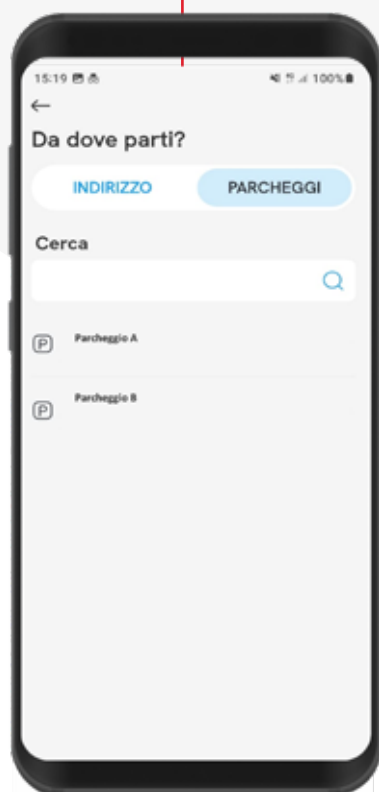 15:19 100%
Da dove parti?
INDIRIZZO PARCHEGGI
Cerca
P Parcheggio A
P Parcheggio B